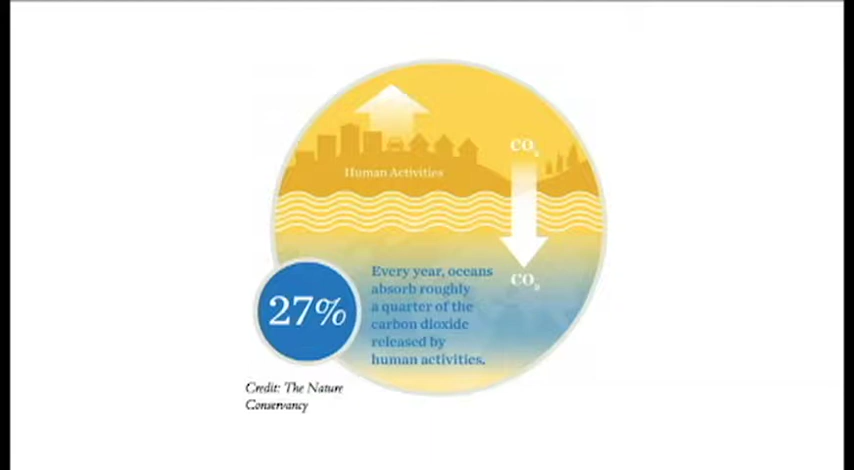 CO₂
Human Activities
CO₂
Every year, oceans
absorb roughly
a quarter of the
carbon dioxide
released by
human activities.
27%
Credit: The Nature
Conservancy